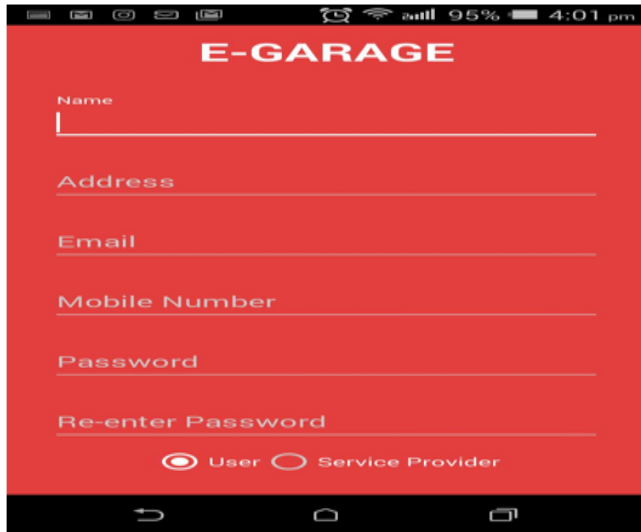 95% 4:01 pm
E-GARAGE
Name
Address
Email
Mobile Number
Password
Re-enter Password
User Service Provider